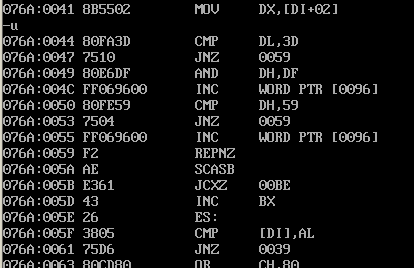 076A:0041 8B5502 MOV DX,[DI+02]
-u
076A:0044 80FA3D CMP DL,3D
076A:0047 7510 JNZ 0059
076A:0049 80E6DF AND DH,DF
076A:004C FF069600 INC WORD PTR [0096]
076A:0050 80FE59 CMP DH,59
076A:0053 7504 JNZ 0059
076A:0055 FF069600 INC WORD PTR [0096]
076A:0059 F2 REPNZ
076A:005A AE SCASB
076A:005B E361 JCXZ 00BE
076A:005D 43 INC BX
076A:005E 26 ES:
076A:005F 3805 CMP [DI],AL
076A:0061 75D6 JNZ 0039
076A:0063 80CD80 OR CH,80